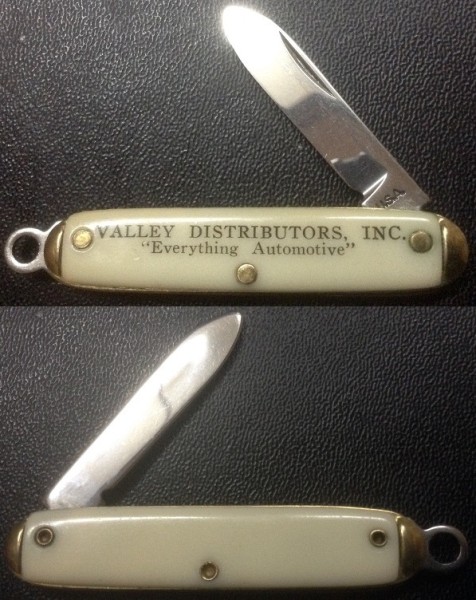 U.S.A.
VALLEY DISTRIBUTORS, INC.
"Everything Automotive"